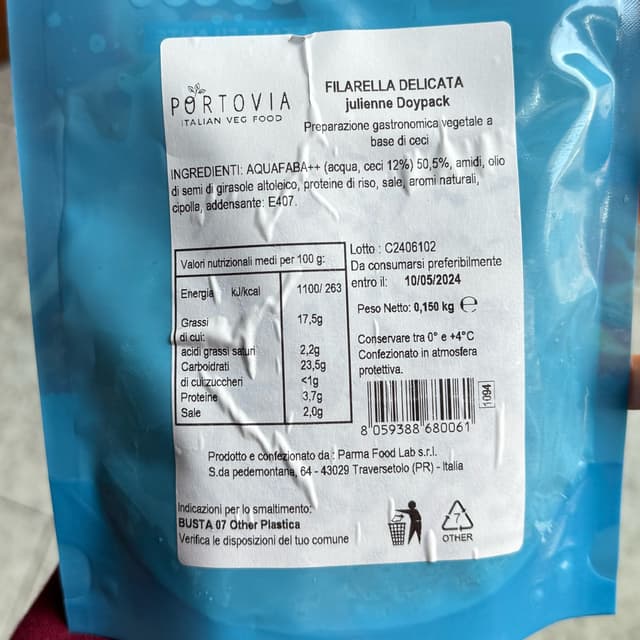 PORTOVIA
ITALIAN VEG FOOD
FILARELLA DELICATA
julienne Doypack
Preparazione gastronomica vegetale a
base di ceci
INGREDIENTI: AQUAFABA++ (acqua, ceci 12%) 50,5%, amidi, olio
di semi di girasole altoleico, proteine di riso, sale, aromi naturali,
cipolla, addensante: E407.
Valori nutrizionali medi per 100 g:
Energia kJ/kcal 1100/ 263
Grassi 17,5g
di cui:
acidi grassi saturi 2,2g
Carboidrati 23,5g
di cui:zuccheri <1g
Proteine 3,7g
Sale 2,0g
Lotto : C2406102
Da consumarsi preferibilmente
entro il: 10/05/2024
Peso Netto: 0,150 kg ℮
Conservare tra 0° e +4°C
Confezionato in atmosfera
protettiva.
1094
8 059388 680061
Prodotto e confezionato da : Parma Food Lab s.r.l.
S.da pedemontana, 64 - 43029 Traversetolo (PR) - Italia
Indicazioni per lo smaltimento:
BUSTA 07 Other Plastica
Verifica le disposizioni del tuo comune
7
OTHER